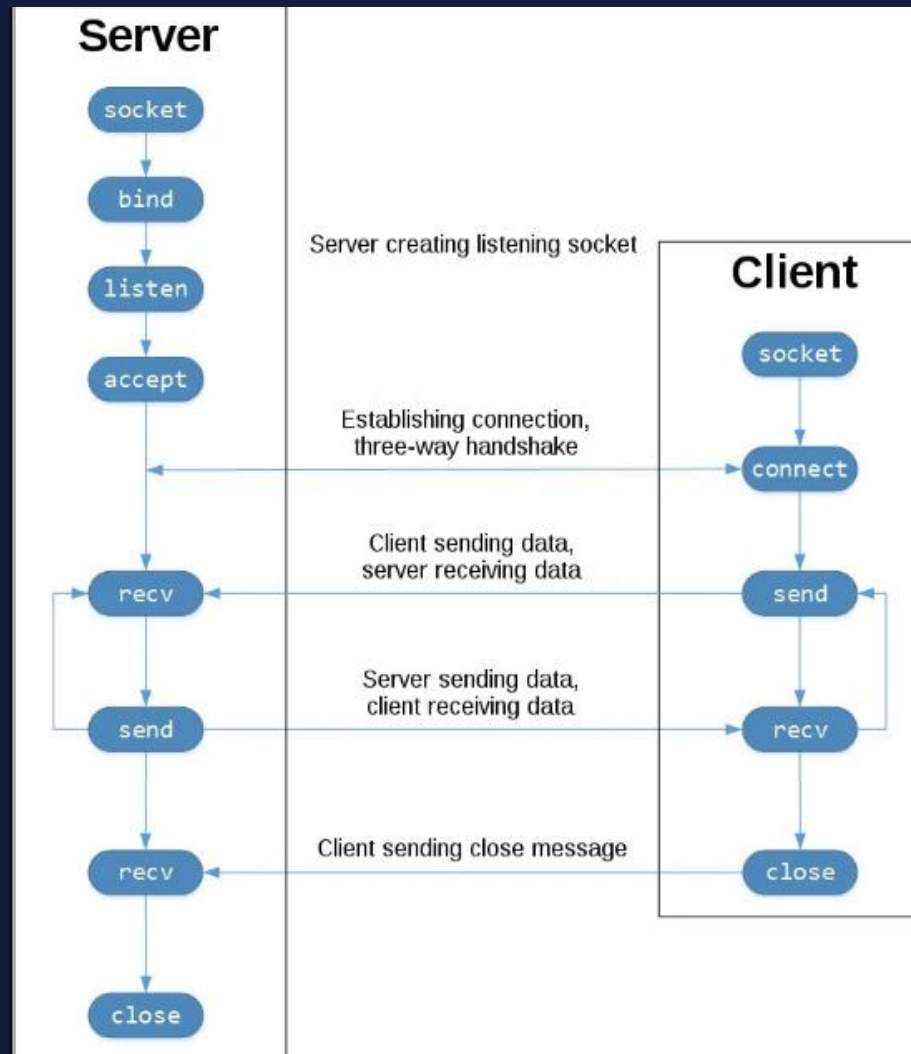 Server
socket
bind
Server creating listening socket
listen
Client
socket
accept
Establishing connection,
three-way handshake
connect
Client sending data,
server receiving data
recv
send
Server sending data,
client receiving data
send
recv
Client sending close message
recv
close
close